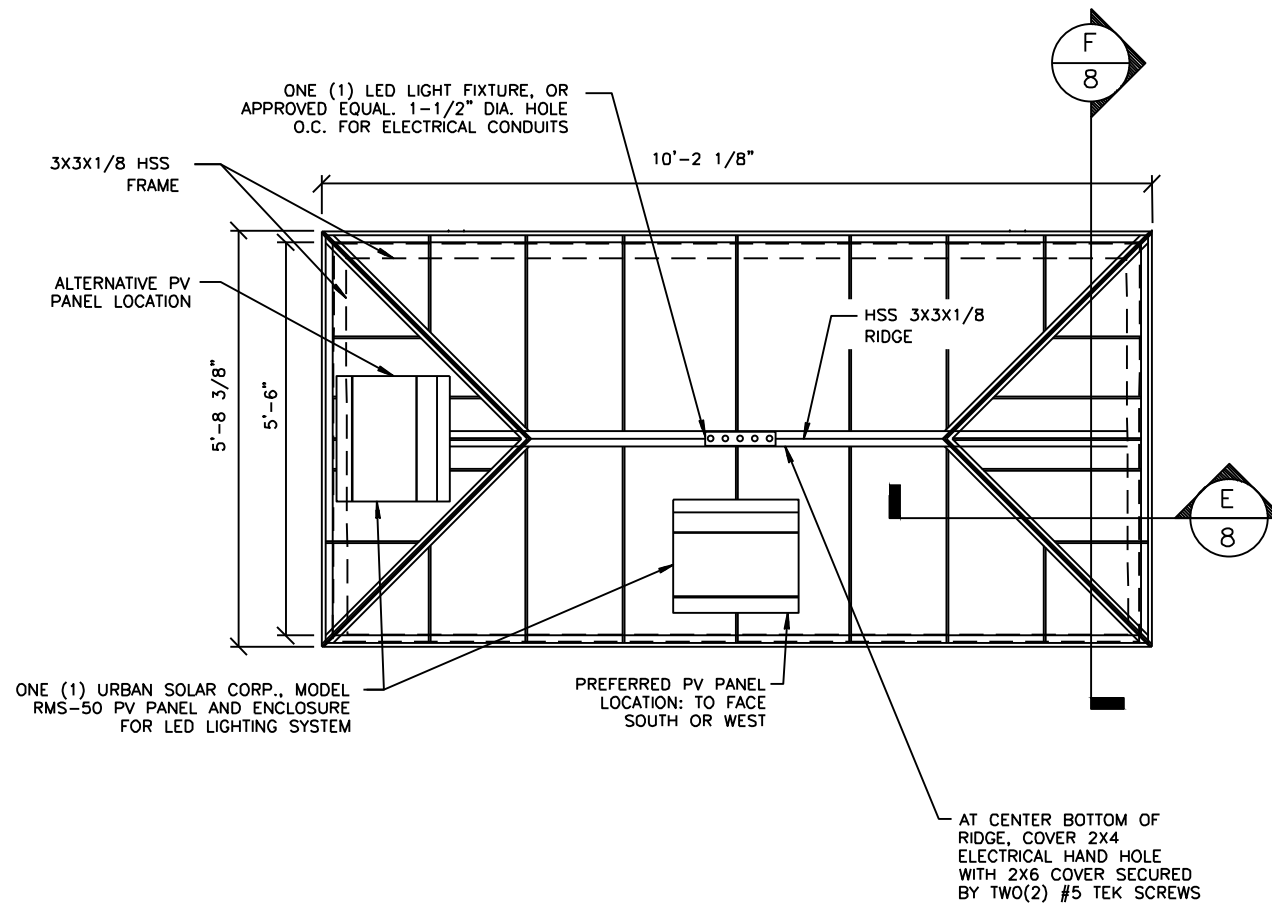 F
8
ONE (1) LED LIGHT FIXTURE, OR
APPROVED EQUAL. 1-1/2" DIA. HOLE
O.C. FOR ELECTRICAL CONDUITS
3X3X1/8 HSS
FRAME
10'-2 1/8"
ALTERNATIVE PV
PANEL LOCATION
HSS 3X3X1/8
RIDGE
5'-8 3/8"
5'-6"
E
8
ONE (1) URBAN SOLAR CORP., MODEL
RMS-50 PV PANEL AND ENCLOSURE
FOR LED LIGHTING SYSTEM
PREFERRED PV PANEL
LOCATION: TO FACE
SOUTH OR WEST
AT CENTER BOTTOM OF
RIDGE, COVER 2X4
ELECTRICAL HAND HOLE
WITH 2X6 COVER SECURED
BY TWO(2) #5 TEK SCREWS